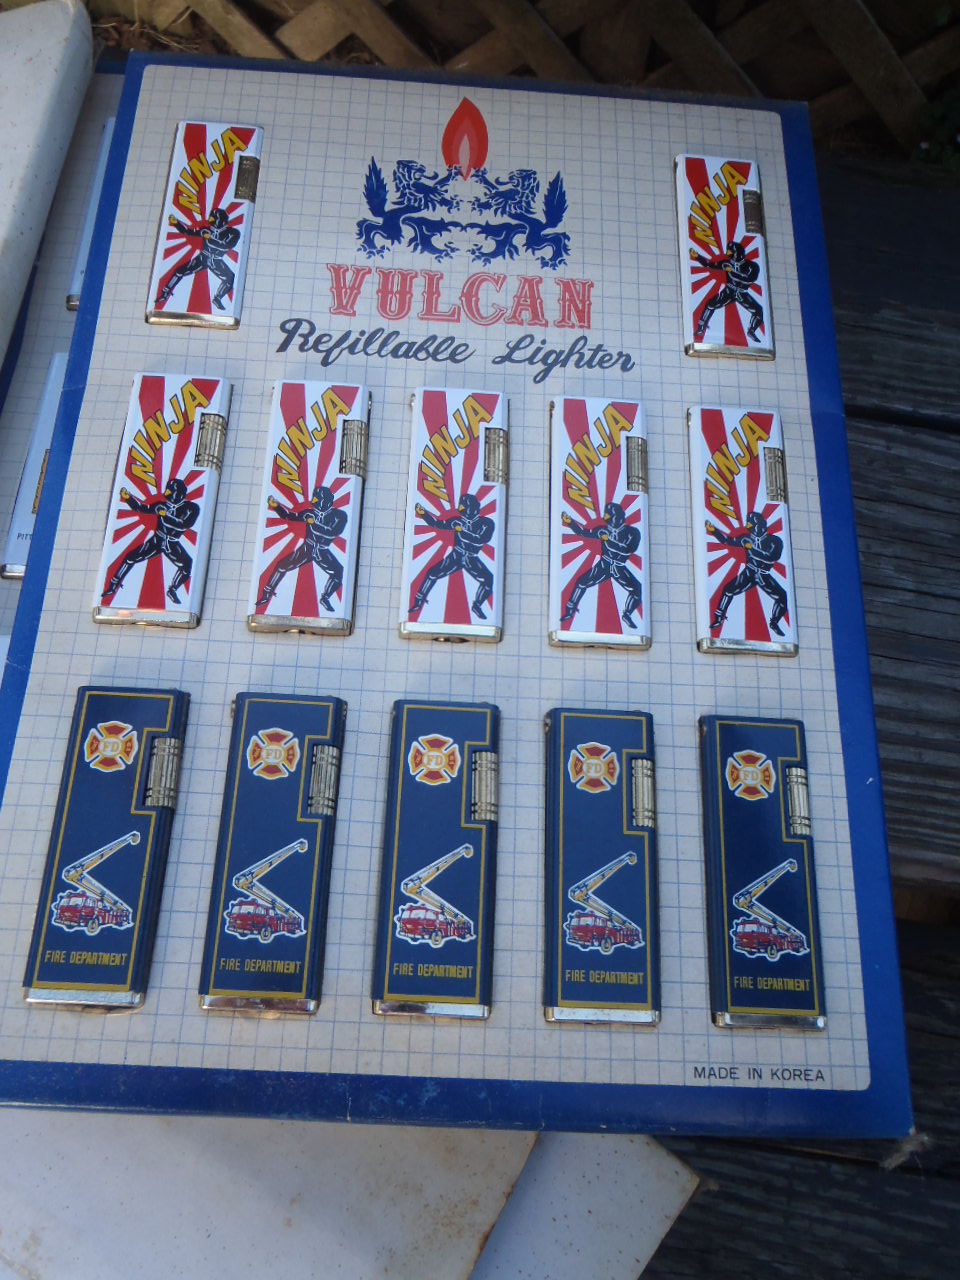 NINJA
NINJA
VULCAN
Refillable Lighter
NINJA
NINJA
NINJA
NINJA
NINJA
FD
FD
FD
FD
FD
FIRE DEPARTMENT
FIRE DEPARTMENT
FIRE DEPARTMENT
FIRE DEPARTMENT
FIRE DEPARTMENT
MADE IN KOREA